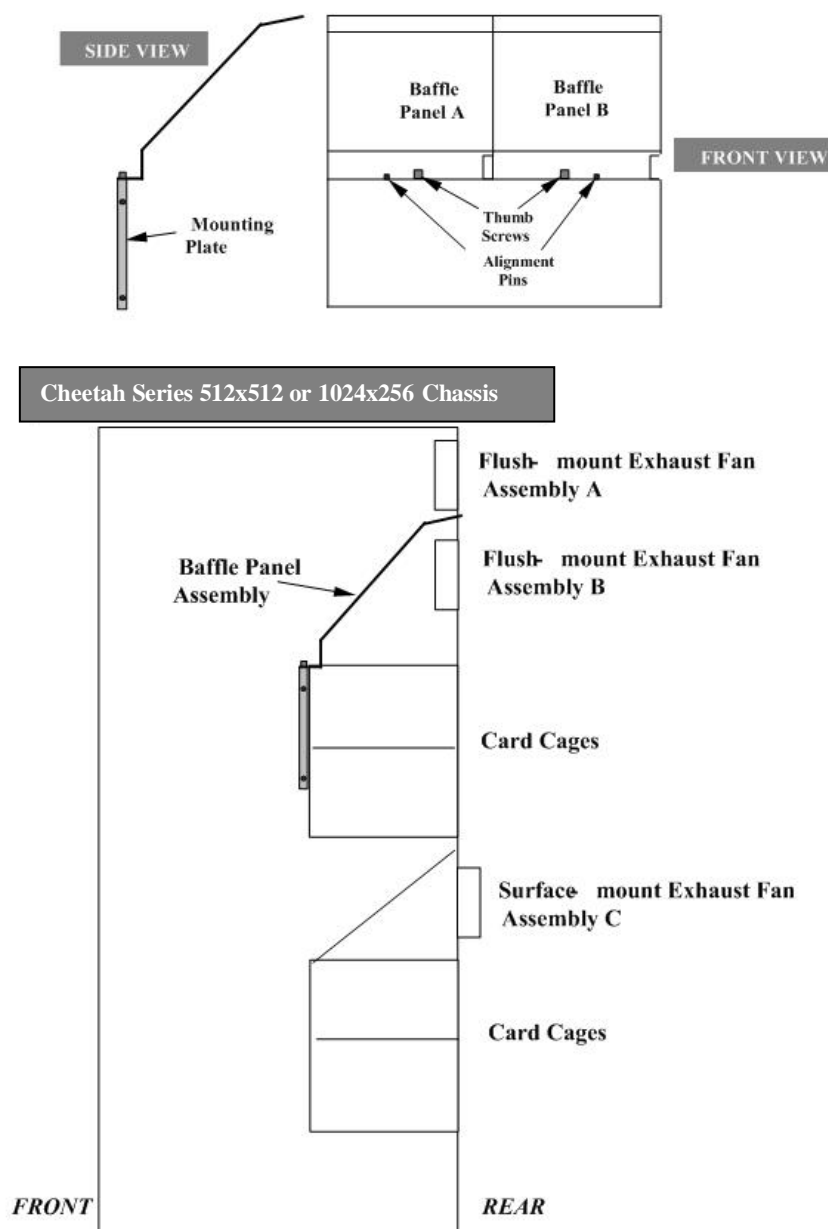 SIDE VIEW
Baffle
Panel A
Baffle
Panel B
FRONT VIEW
Mounting
Plate
Thumb
Screws
Alignment
Pins
Cheetah Series 512x512 or 1024x256 Chassis
Flush- mount Exhaust Fan
Assembly A
Baffle Panel
Assembly
Flush- mount Exhaust Fan
Assembly B
Card Cages
Surface- mount Exhaust Fan
Assembly C
Card Cages
FRONT
REAR